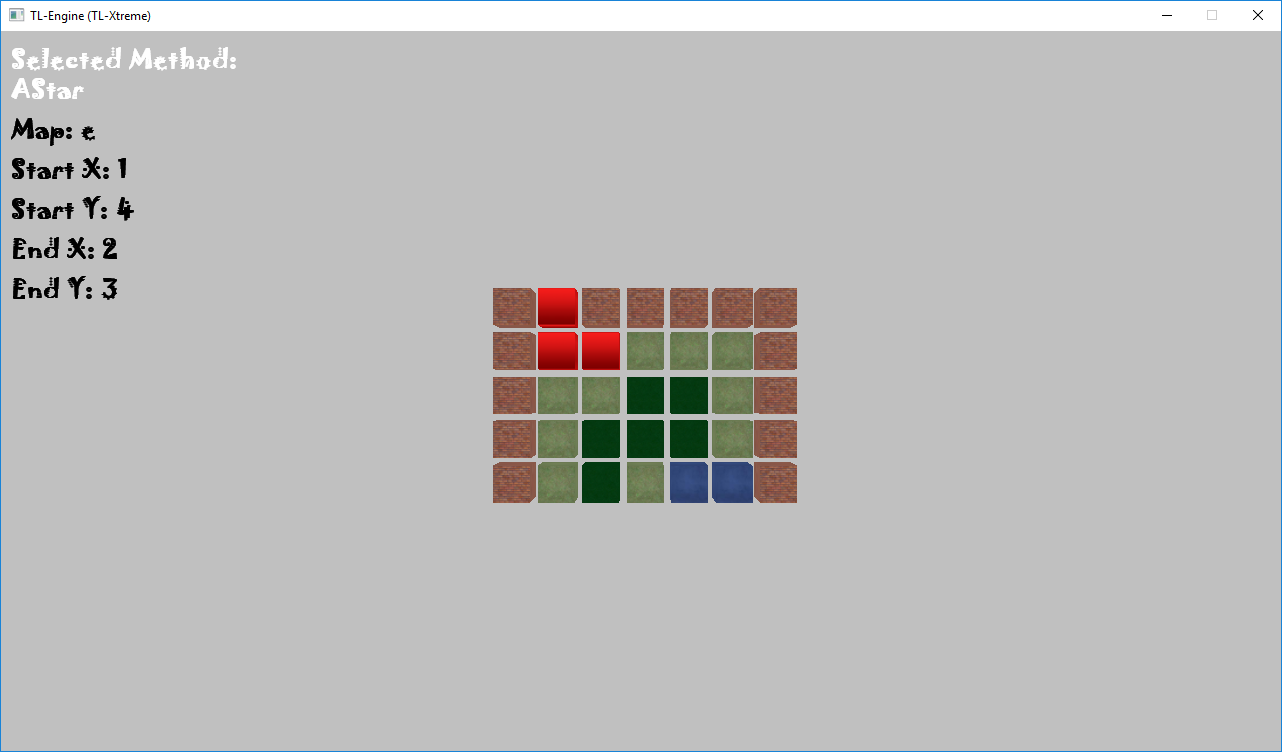 TL-Engine (TL-Xtreme)
Selected Method:
AStar
Map: e
Start X: 1
Start Y: 4
End X: 2
End Y: 3